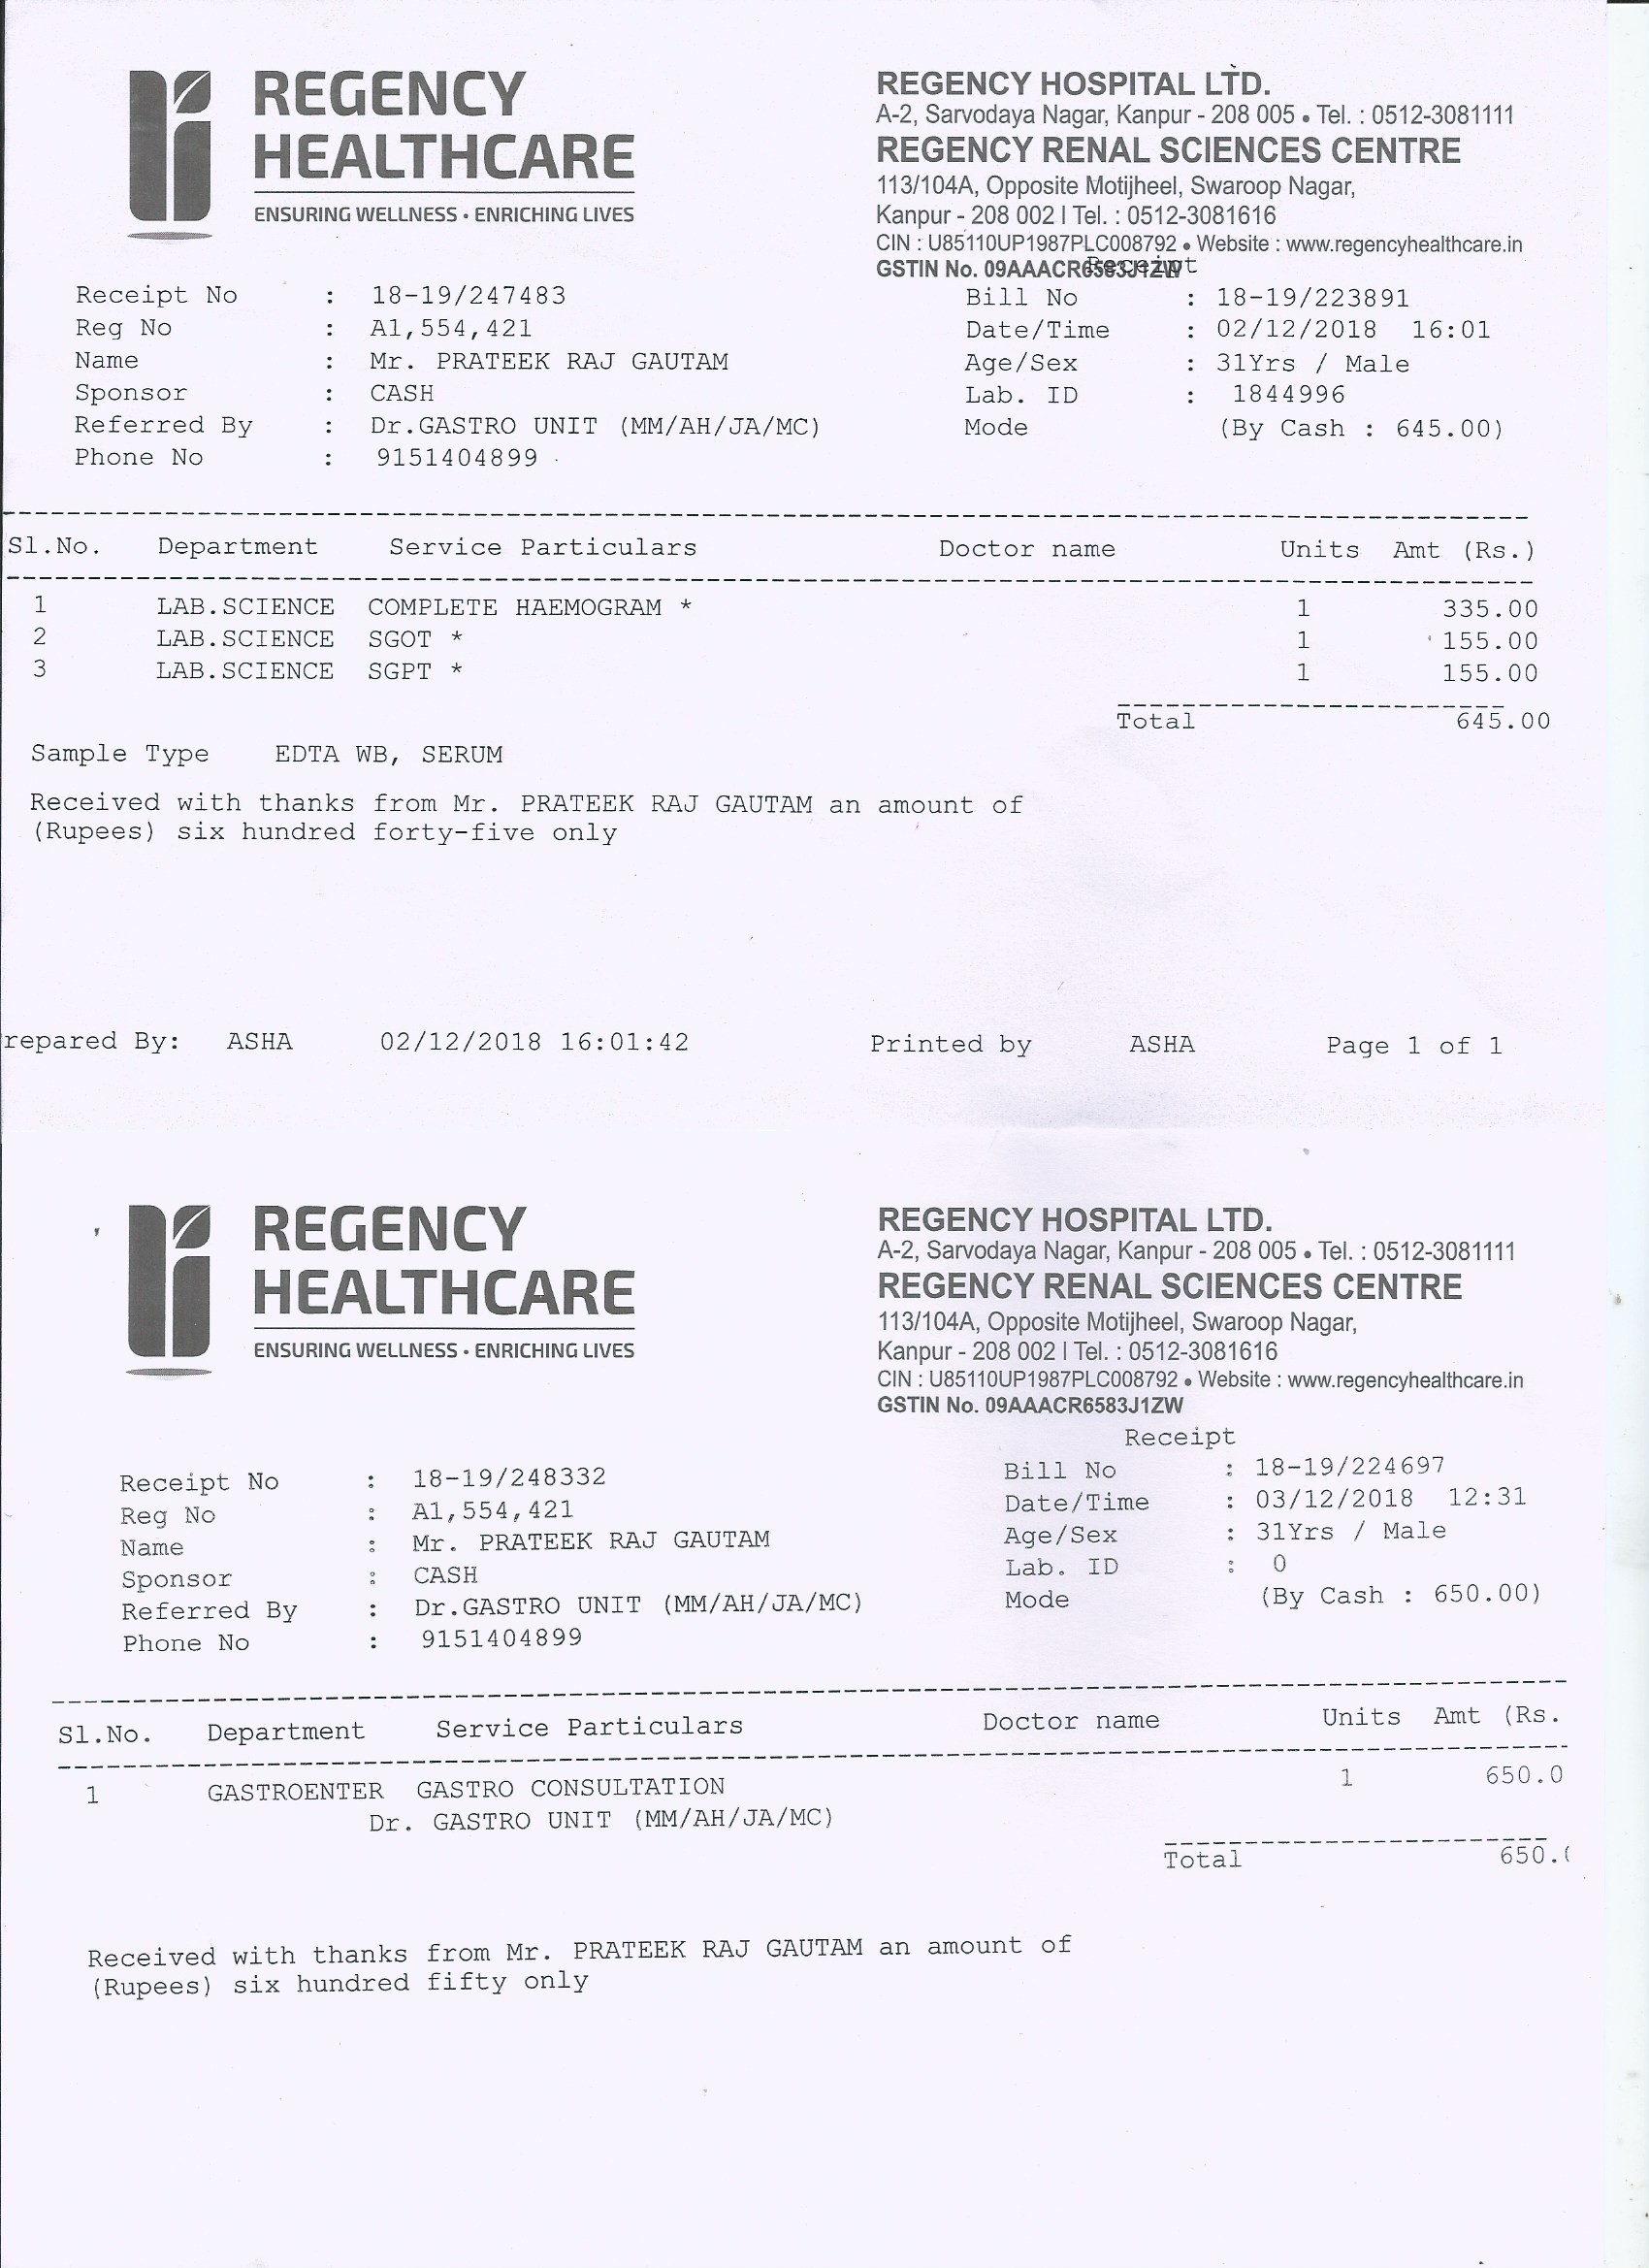 REGENCY
HEALTHCARE
ENSURING WELLNESS • ENRICHING LIVES
REGENCY HOSPITAL LTD.
A-2, Sarvodaya Nagar, Kanpur - 208 005 • Tel. : 0512-3081111
REGENCY RENAL SCIENCES CENTRE
113/104A, Opposite Motijheel, Swaroop Nagar,
Kanpur - 208 002 I Tel. : 0512-3081616
CIN : U85110UP1987PLC008792 • Website : www.regencyhealthcare.in
GSTIN No. 09AAACR6583J1ZW
Receipt
Receipt No : 18-19/247483 Bill No : 18-19/223891
Reg No : A1,554,421 Date/Time : 02/12/2018 16:01
Name : Mr. PRATEEK RAJ GAUTAM Age/Sex : 31Yrs / Male
Sponsor : CASH Lab. ID : 1844996
Referred By : Dr.GASTRO UNIT (MM/AH/JA/MC) Mode (By Cash : 645.00)
Phone No : 9151404899
Sl.No. Department Service Particulars Doctor name Units Amt (Rs.)
1 LAB.SCIENCE COMPLETE HAEMOGRAM * 1 335.00
2 LAB.SCIENCE SGOT * 1 155.00
3 LAB.SCIENCE SGPT * 1 155.00
Total 645.00
Sample Type EDTA WB, SERUM
Received with thanks from Mr. PRATEEK RAJ GAUTAM an amount of
(Rupees) six hundred forty-five only
repared By: ASHA 02/12/2018 16:01:42 Printed by ASHA Page 1 of 1
REGENCY
HEALTHCARE
ENSURING WELLNESS • ENRICHING LIVES
REGENCY HOSPITAL LTD.
A-2, Sarvodaya Nagar, Kanpur - 208 005 • Tel. : 0512-3081111
REGENCY RENAL SCIENCES CENTRE
113/104A, Opposite Motijheel, Swaroop Nagar,
Kanpur - 208 002 I Tel. : 0512-3081616
CIN : U85110UP1987PLC008792 • Website : www.regencyhealthcare.in
GSTIN No. 09AAACR6583J1ZW
Receipt
Receipt No : 18-19/248332 Bill No : 18-19/224697
Reg No : A1,554,421 Date/Time : 03/12/2018 12:31
Name : Mr. PRATEEK RAJ GAUTAM Age/Sex : 31Yrs / Male
Sponsor : CASH Lab. ID : 0
Referred By : Dr.GASTRO UNIT (MM/AH/JA/MC) Mode (By Cash : 650.00)
Phone No : 9151404899
Sl.No. Department Service Particulars Doctor name Units Amt (Rs.
1 GASTROENTER GASTRO CONSULTATION 1 650.0
Dr. GASTRO UNIT (MM/AH/JA/MC)
Total 650.
Received with thanks from Mr. PRATEEK RAJ GAUTAM an amount of
(Rupees) six hundred fifty only